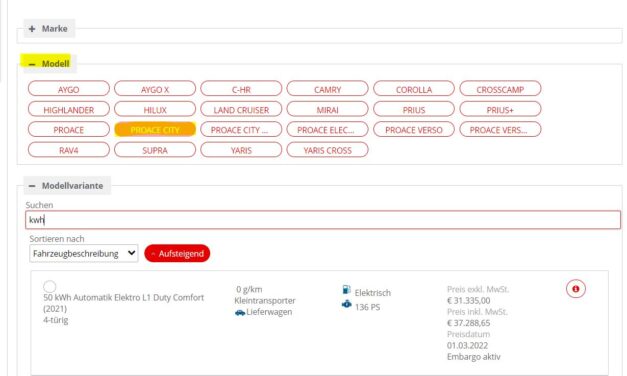 Marke
Modell
AYGO AYGO X C-HR CAMRY COROLLA CROSSCAMP
HIGHLANDER HILUX LAND CRUISER MIRAI PRIUS PRIUS+
PROACE PROACE CITY PROACE CITY ... PROACE ELEC... PROACE VERSO PROACE VERS...
RAV4 SUPRA YARIS YARIS CROSS
Modellvariante
Suchen
kwh
Sortieren nach
Fahrzeugbeschreibung Aufsteigend
50 kWh Automatik Elektro L1 Duty Comfort
(2021)
4-türig
0 g/km
Kleintransporter
Lieferwagen
Elektrisch
136 PS
Preis exkl. MwSt.
€ 31.335,00
Preis inkl. MwSt.
€ 37.288,65
Preisdatum
01.03.2022
Embargo aktiv